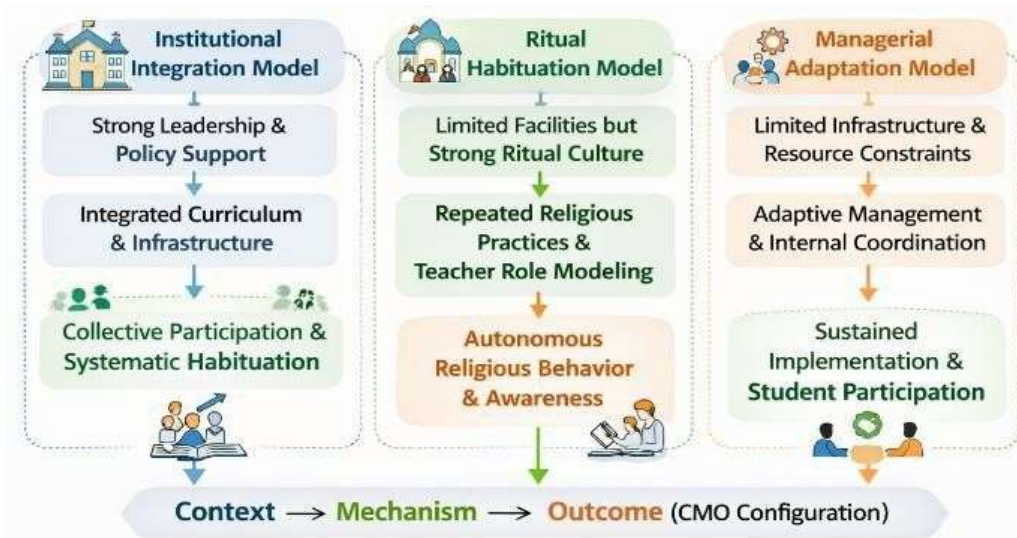 Institutional
Integration Model
Strong Leadership &
Policy Support
Integrated Curriculum
& Infrastructure
Collective Participation &
Systematic Habituation
Ritual
Habituation Model
Limited Facilities but
Strong Ritual Culture
Repeated Religious
Practices &
Teacher Role Modeling
Autonomous
Religious Behavior
& Awareness
Managerial
Adaptation Model
Limited Infrastructure &
Resource Constraints
Adaptive Management
& Internal Coordination
Sustained
Implementation &
Student Participation
Context → Mechanism → Outcome (CMO Configuration)